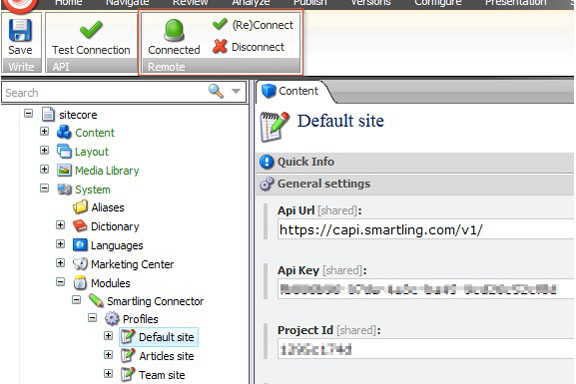 Home Navigate Review Analyze Publish Versions Configure Presentation
Save
Write
Test Connection
API
Connected
(Re)Connect
Disconnect
Remote
Search
sitecore
Content
Layout
Media Library
System
Aliases
Dictionary
Languages
Marketing Center
Modules
Smartling Connector
Profiles
Default site
Articles site
Team site
Content
Default site
Quick Info
General settings
Api Url [shared]:
https://capi.smartling.com/v1/
Api Key [shared]:
Project Id [shared]: